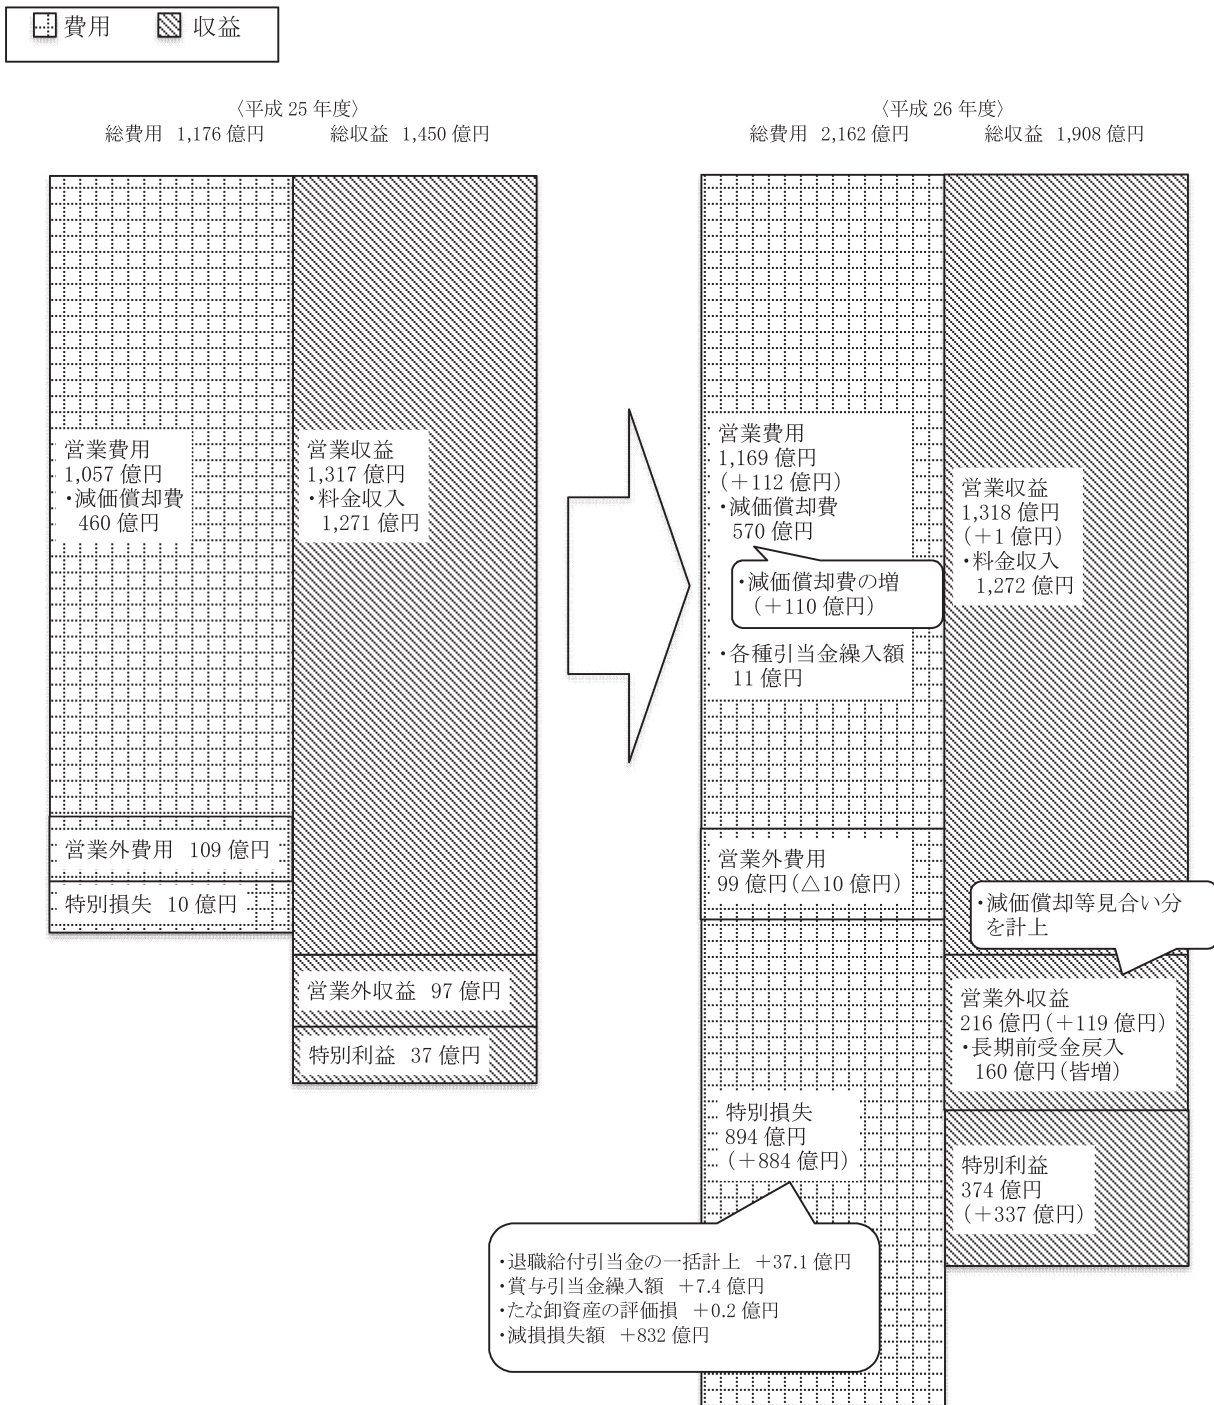 費用 収益
〈平成 25 年度〉
総費用 1,176 億円 総収益 1,450 億円
営業費用
1,057 億円
・減価償却費
460 億円
営業収益
1,317 億円
・料金収入
1,271 億円
営業外費用 109 億円
特別損失 10 億円
営業外収益 97 億円
特別利益 37 億円
〈平成 26 年度〉
総費用 2,162 億円 総収益 1,908 億円
営業費用
1,169 億円
(+112 億円)
・減価償却費
570 億円
・減価償却費の増
(+110 億円)
・各種引当金繰入額
11 億円
営業収益
1,318 億円
(+1 億円)
・料金収入
1,272 億円
営業外費用
99 億円(△10 億円)
・減価償却等見合い分
を計上
営業外収益
216 億円(+119 億円)
・長期前受金戻入
160 億円(皆増)
特別損失
894 億円
(+884 億円)
特別利益
374 億円
(+337 億円)
・退職給付引当金の一括計上 +37.1 億円
・賞与引当金繰入額 +7.4 億円
・たな卸資産の評価損 +0.2 億円
・減損損失額 +832 億円